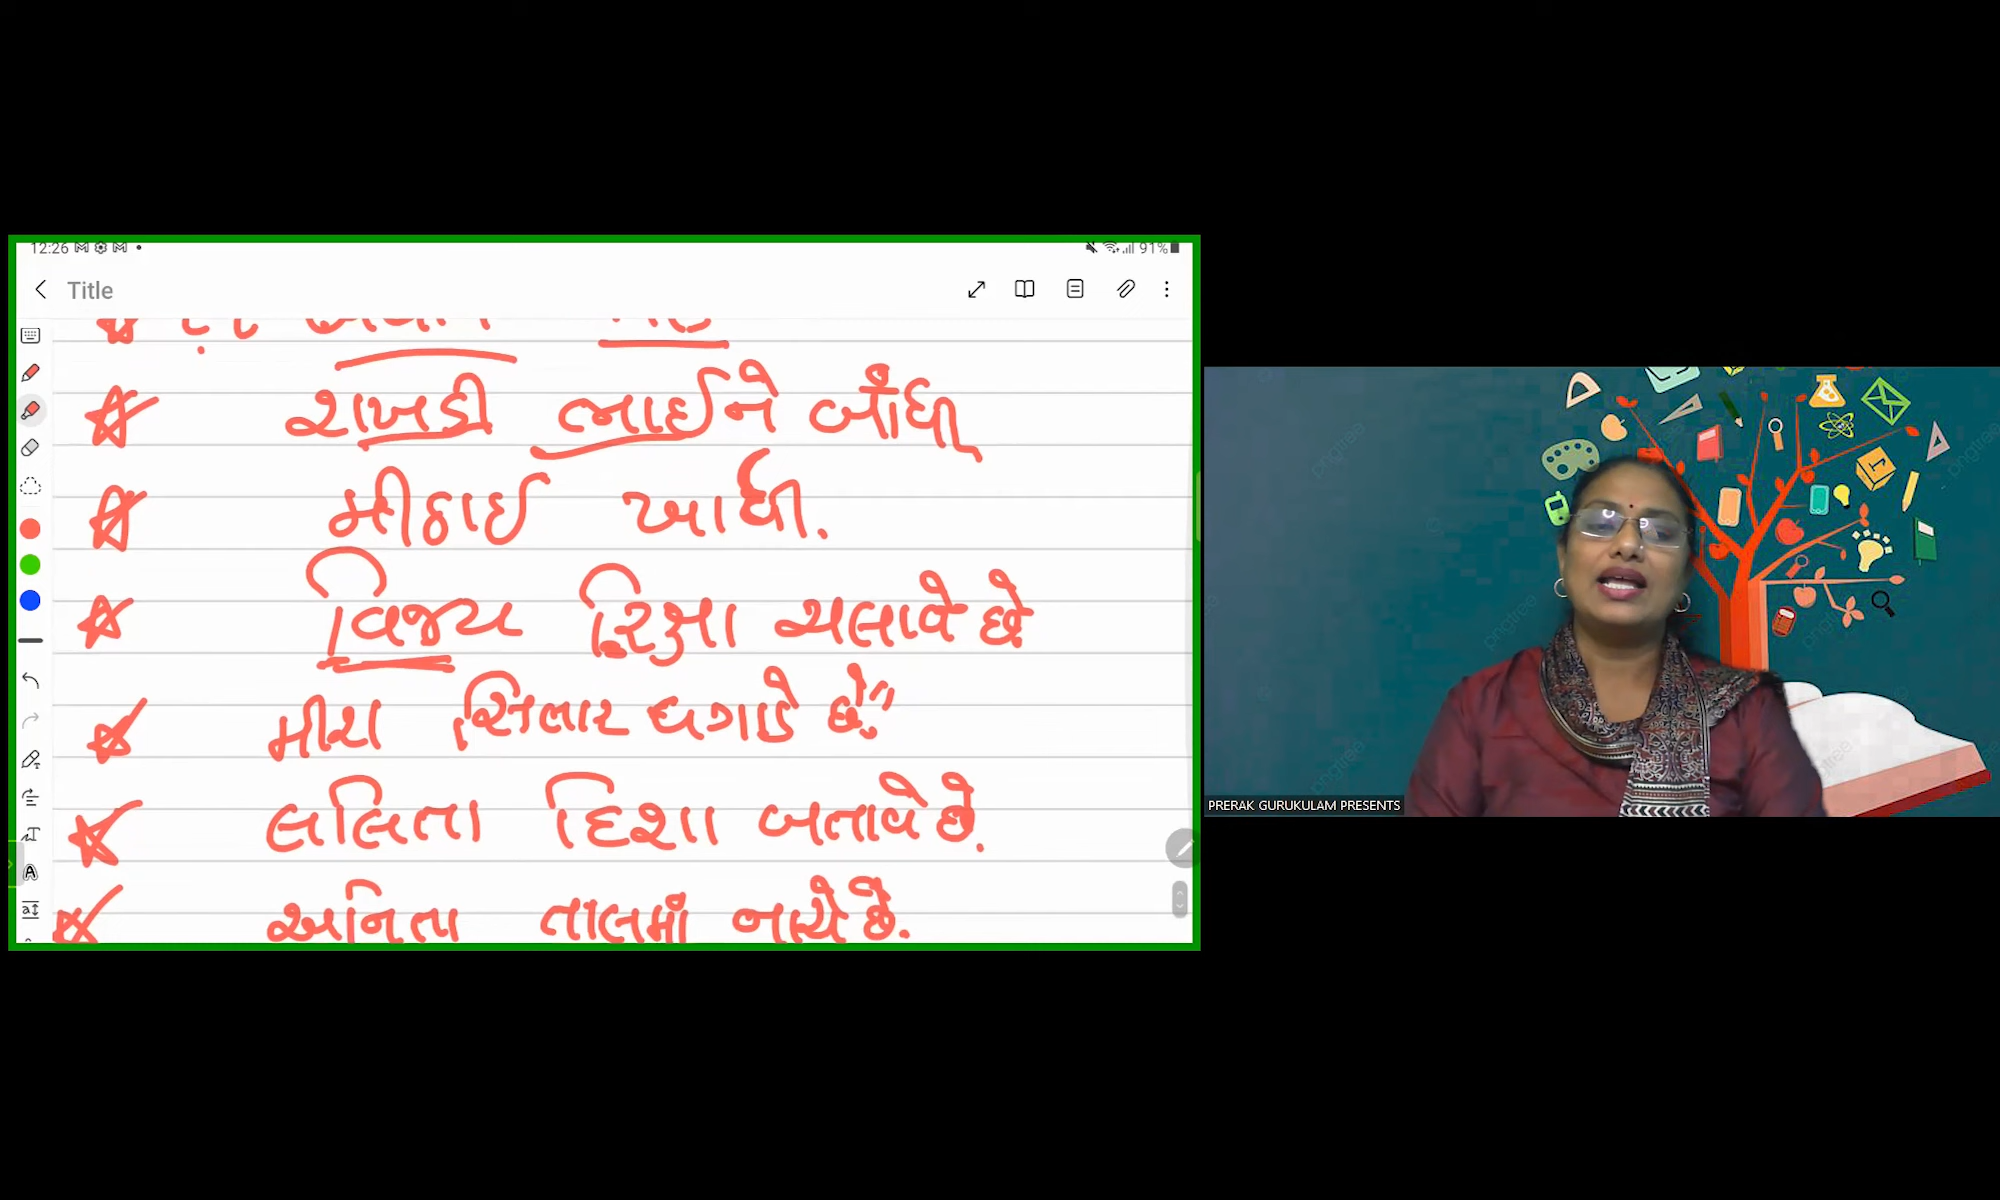 12:26
91%
Title
રાખડી ભાઈને બાંધી
મીઠાઈ ખાધી.
વિજય રિક્ષા ચલાવે છે
મીરા સિતાર વગાડે છે."
લલિતા દિશા બતાવે છે.
અનિતા તાલમાં નાચે છે.
PRERAK GURUKULAM PRESENTS